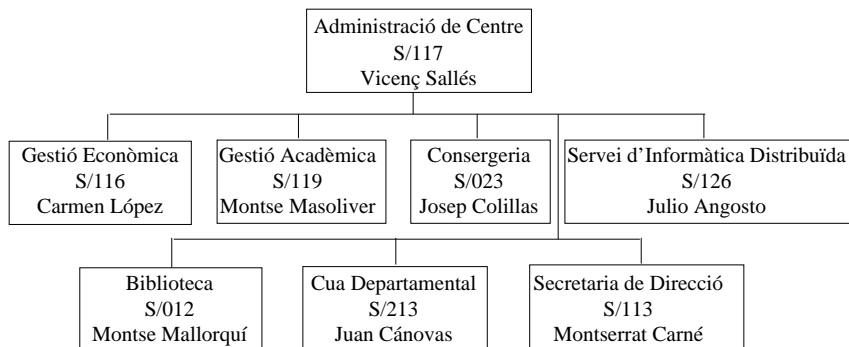 Administració de Centre
S/117
Vicenç Sallés
Gestió Econòmica
S/116
Carmen López
Gestió Acadèmica
S/119
Montse Masoliver
Consergeria
S/023
Josep Colillas
Servei d’Informàtica Distribuïda
S/126
Julio Angosto
Biblioteca
S/012
Montse Mallorquí
Cua Departamental
S/213
Juan Cánovas
Secretaria de Direcció
S/113
Montserrat Carné